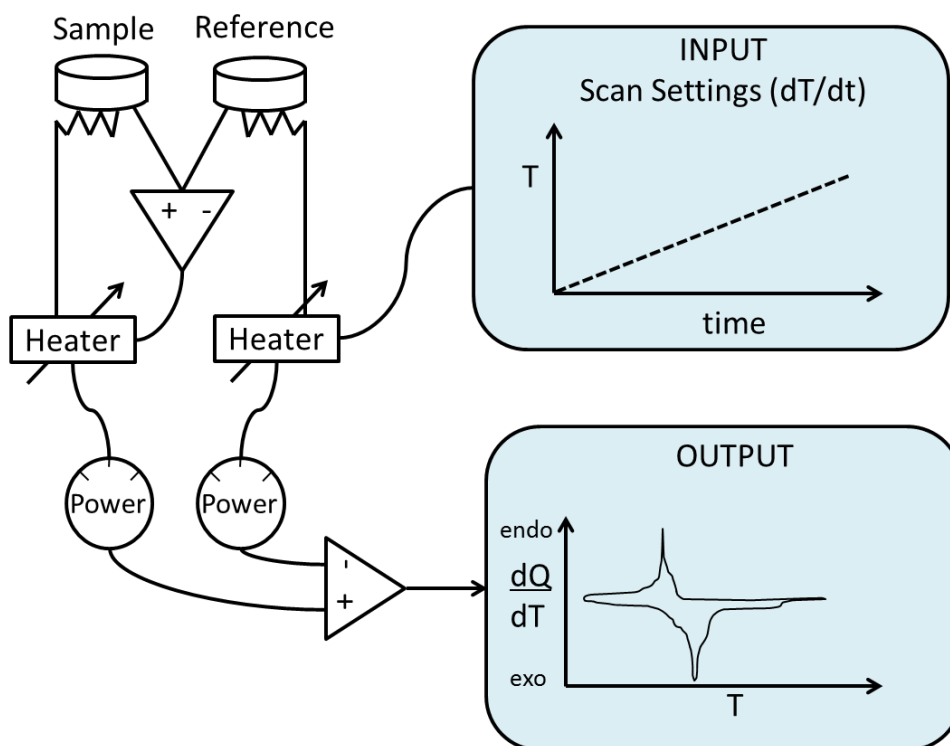 Sample
Reference
+ -
Heater
Heater
Power
Power
-
+
INPUT
Scan Settings (dT/dt)
T
time
OUTPUT
endo
dQ
dT
exo
T